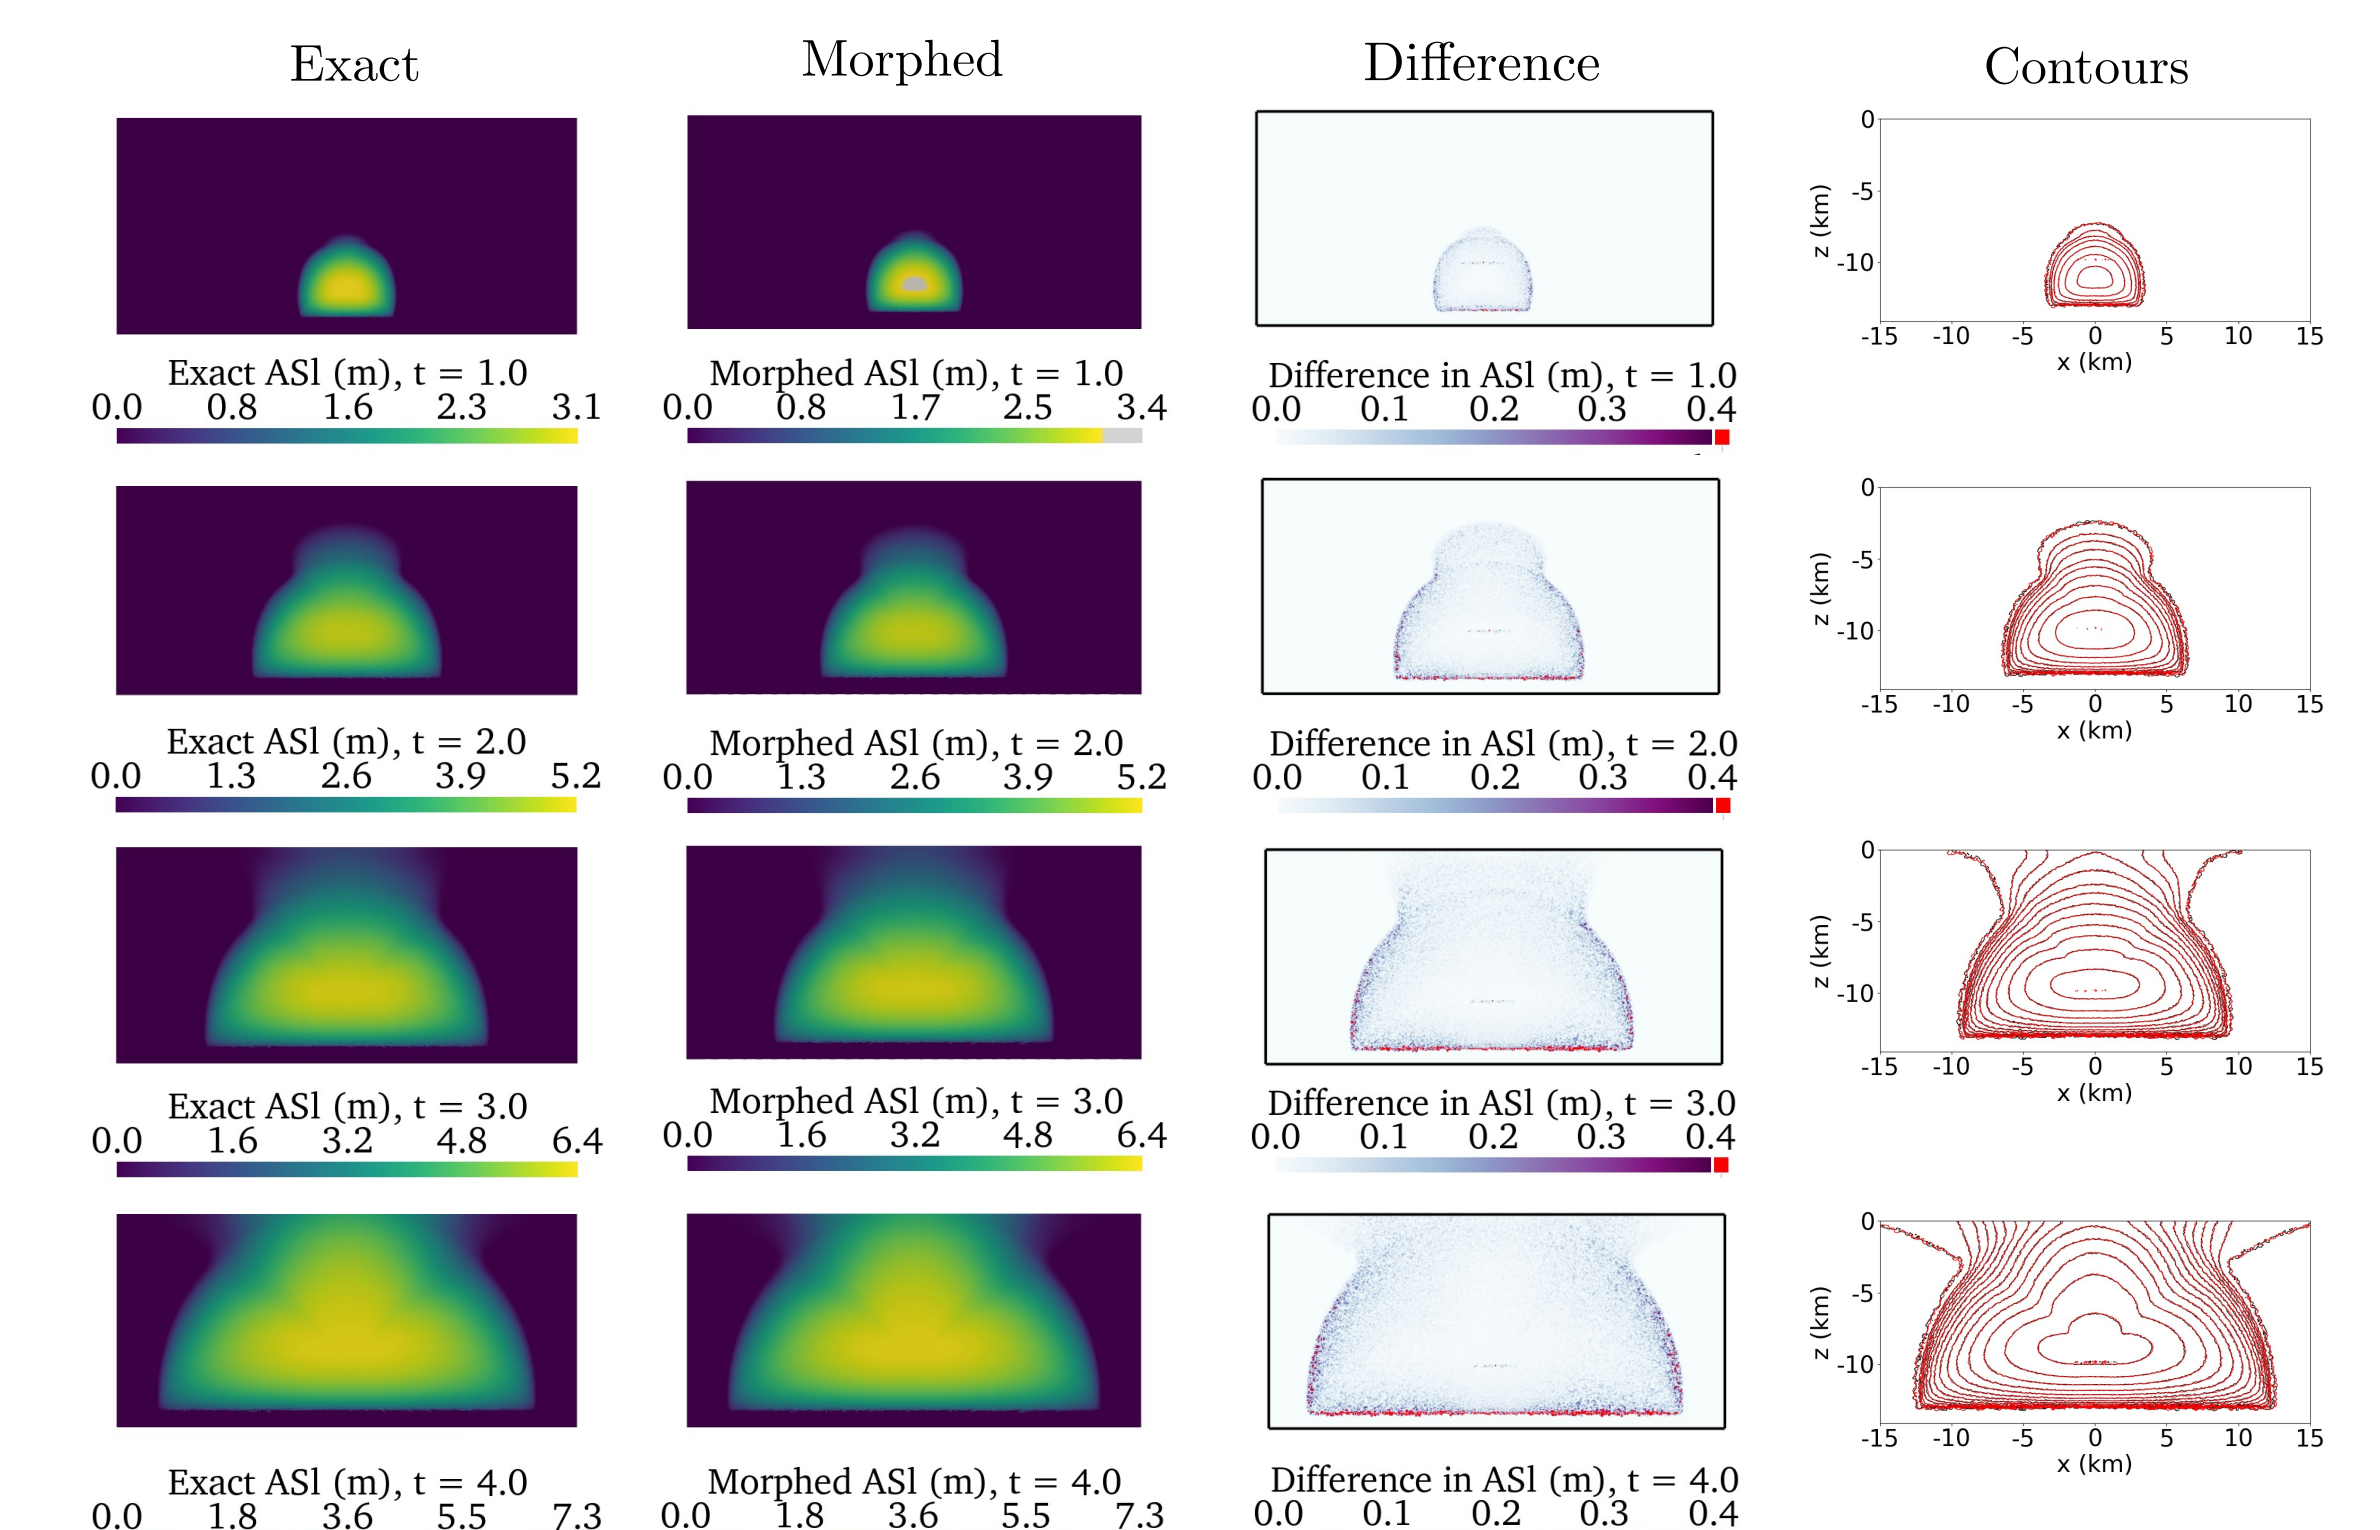 Exact Morphed Difference Contours
0
-5
-10
-15 -10 -5 0 5 10 15
z (km)
x (km)
Exact ASl (m), t = 1.0
0.0 0.8 1.6 2.3 3.1
Morphed ASl (m), t = 1.0
0.0 0.8 1.7 2.5 3.4
Difference in ASl (m), t = 1.0
0.0 0.1 0.2 0.3 0.4
0
-5
-10
-15 -10 -5 0 5 10 15
z (km)
x (km)
Exact ASl (m), t = 2.0
0.0 1.3 2.6 3.9 5.2
Morphed ASl (m), t = 2.0
0.0 1.3 2.6 3.9 5.2
Difference in ASl (m), t = 2.0
0.0 0.1 0.2 0.3 0.4
0
-5
-10
-15 -10 -5 0 5 10 15
z (km)
x (km)
Exact ASl (m), t = 3.0
0.0 1.6 3.2 4.8 6.4
Morphed ASl (m), t = 3.0
0.0 1.6 3.2 4.8 6.4
Difference in ASl (m), t = 3.0
0.0 0.1 0.2 0.3 0.4
0
-5
-10
-15 -10 -5 0 5 10 15
z (km)
x (km)
Exact ASl (m), t = 4.0
0.0 1.8 3.6 5.5 7.3
Morphed ASl (m), t = 4.0
0.0 1.8 3.6 5.5 7.3
Difference in ASl (m), t = 4.0
0.0 0.1 0.2 0.3 0.4